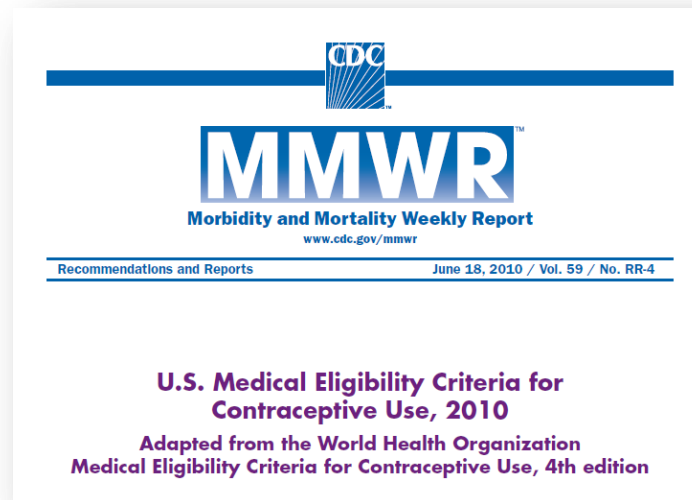 CDC
™
MMWR™
Morbidity and Mortality Weekly Report
www.cdc.gov/mmwr
Recommendations and Reports June 18, 2010 / Vol. 59 / No. RR-4
U.S. Medical Eligibility Criteria for
Contraceptive Use, 2010
Adapted from the World Health Organization
Medical Eligibility Criteria for Contraceptive Use, 4th edition